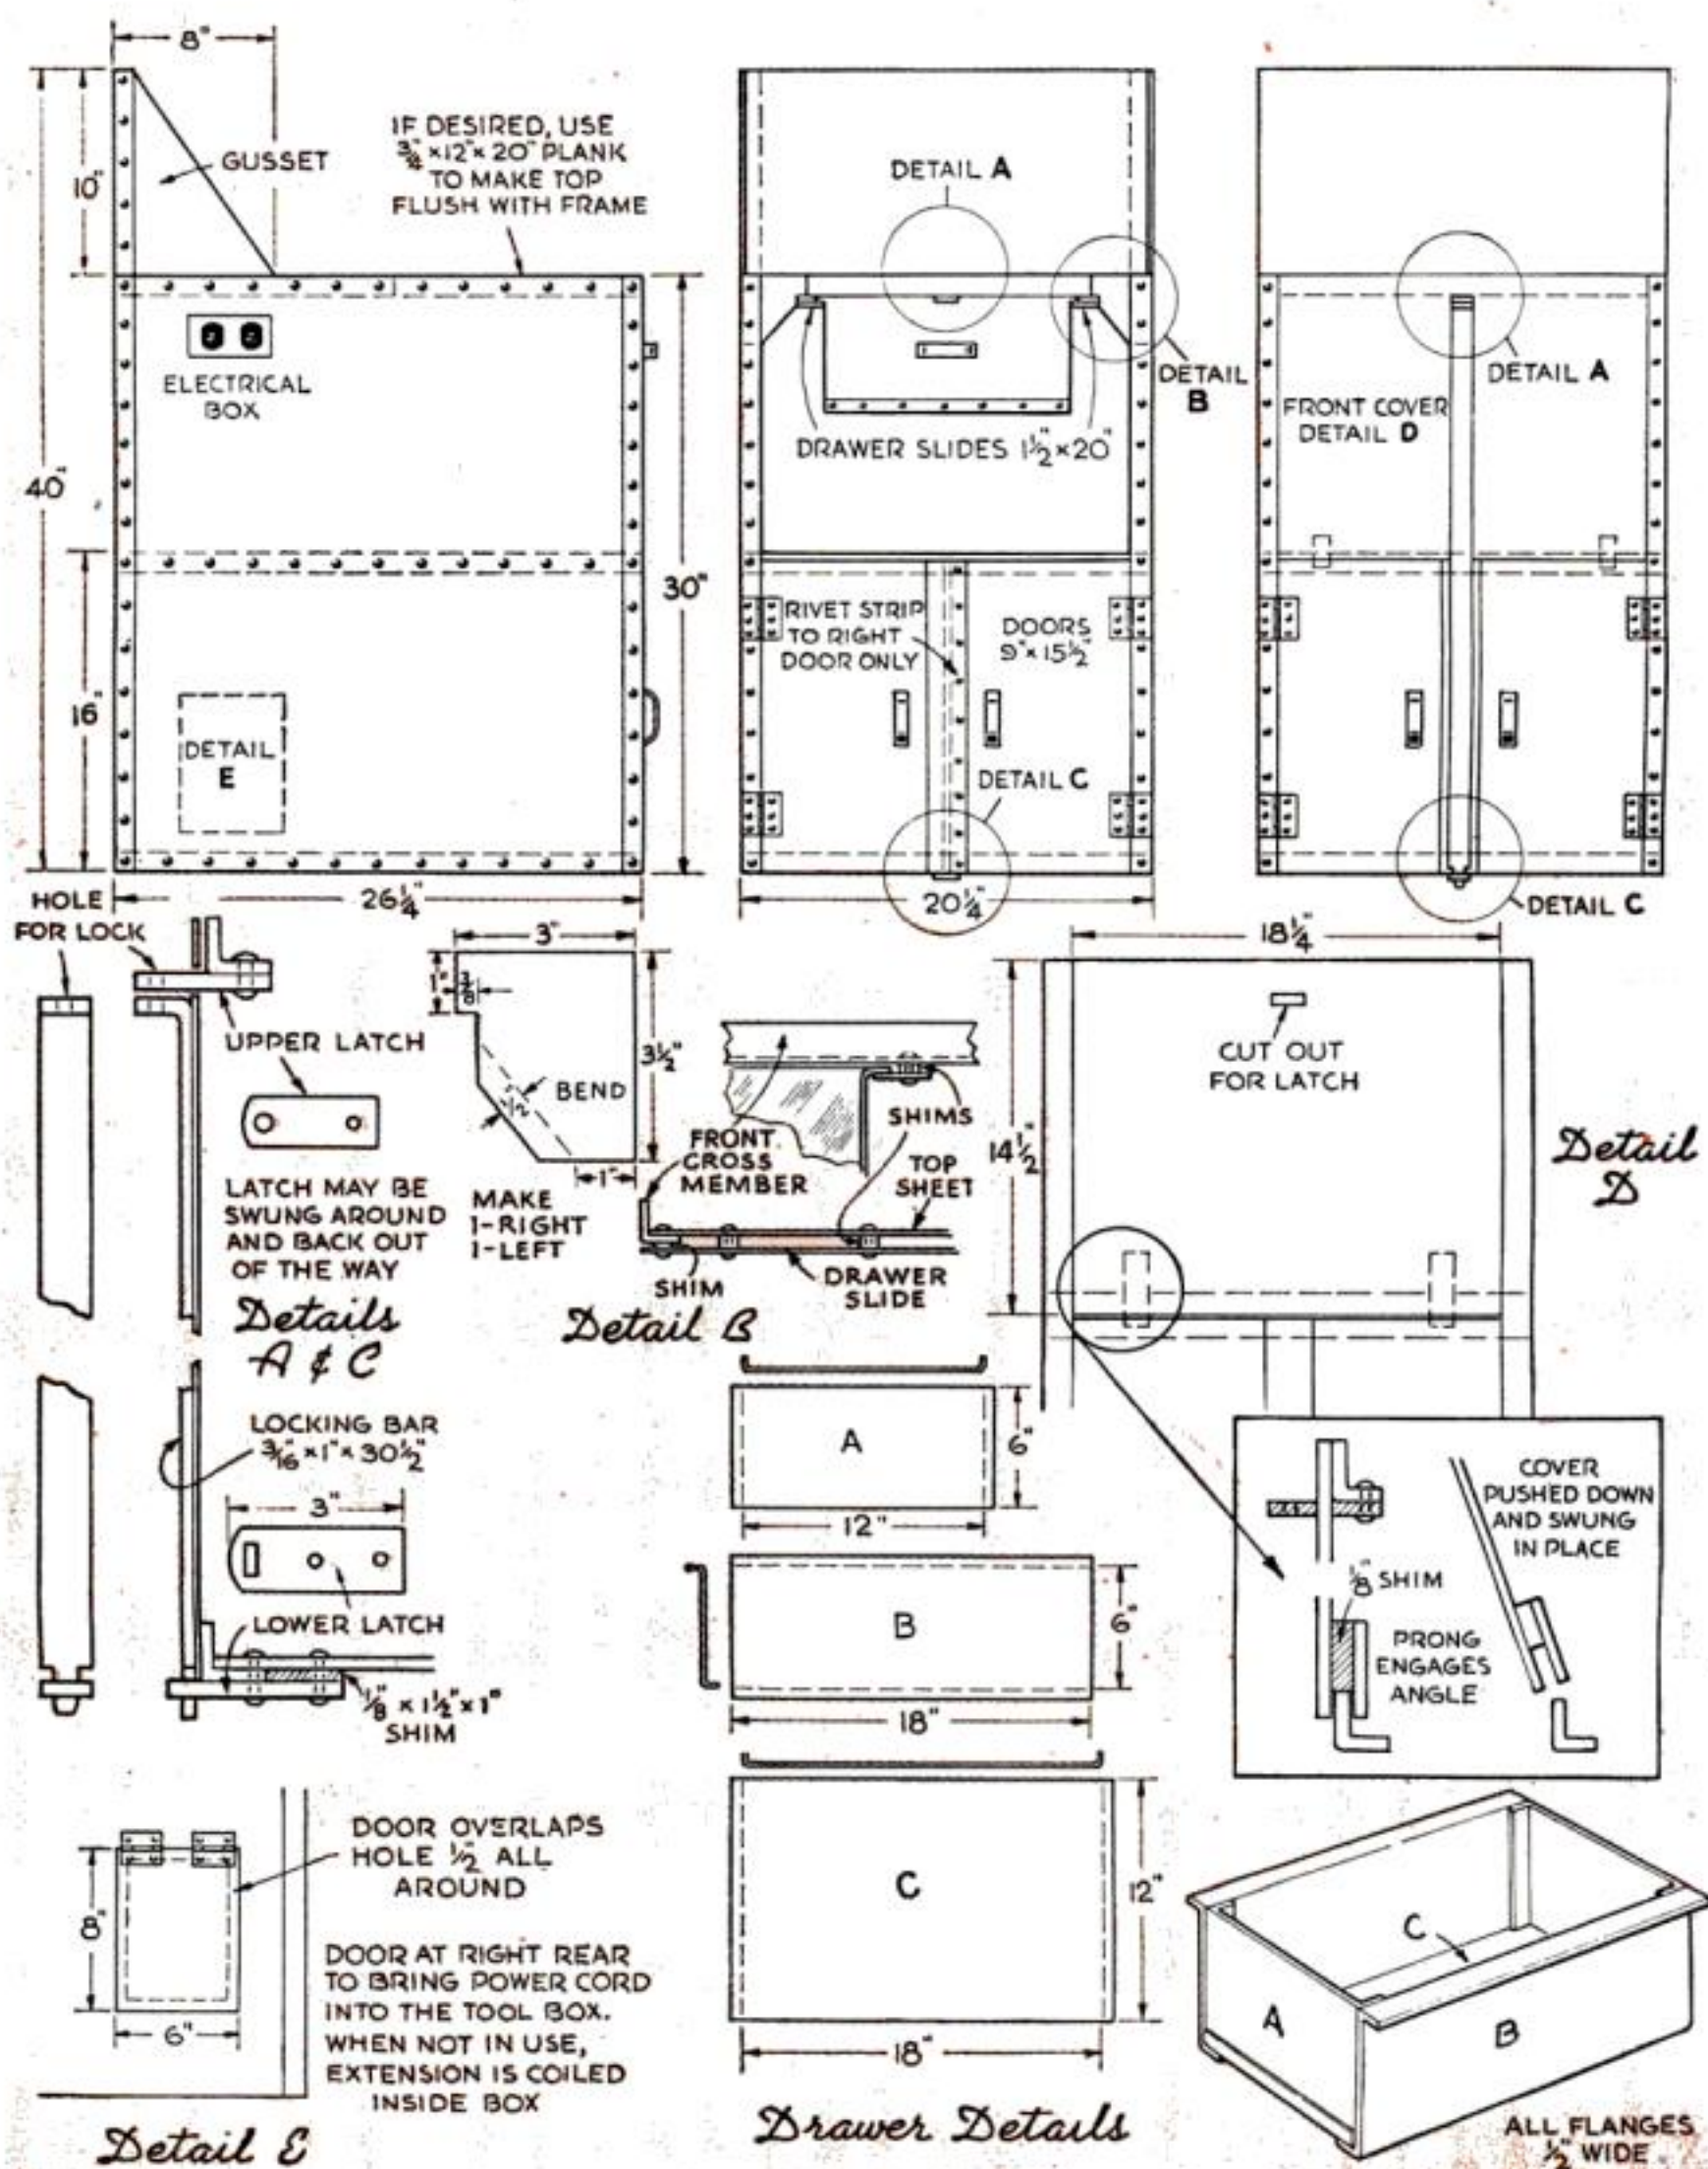 8"
IF DESIRED, USE
3/4" × 12" × 20" PLANK
TO MAKE TOP
FLUSH WITH FRAME
GUSSET
10"
ELECTRICAL
BOX
40"
16"
30"
DETAIL
E
26 1/4"
DETAIL A
DETAIL
B
DRAWER SLIDES 1 1/2" × 20"
RIVET STRIP
TO RIGHT
DOOR ONLY
DOORS
9" × 15 1/2"
DETAIL C
20 1/4"
DETAIL A
FRONT COVER
DETAIL D
DETAIL C
HOLE
FOR LOCK
UPPER LATCH
LATCH MAY BE
SWUNG AROUND
AND BACK OUT
OF THE WAY
Details
A & C
LOCKING BAR
3/16" × 1" × 30 1/2"
3"
LOWER LATCH
1/8" × 1 1/2" × 1"
SHIM
3"
1"
3/8
3 1/2"
BEND
1/2"
1"
MAKE
1-RIGHT
1-LEFT
FRONT
CROSS
MEMBER
SHIMS
TOP
SHEET
SHIM
DRAWER
SLIDE
Detail B
18 1/4"
CUT OUT
FOR LATCH
14 1/2"
Detail
D
COVER
PUSHED DOWN
AND SWUNG
IN PLACE
1/8" SHIM
PRONG
ENGAGES
ANGLE
A
6"
12"
B
6"
18"
C
12"
18"
Drawer Details
DOOR OVERLAPS
HOLE 1/2" ALL
AROUND
8"
6"
DOOR AT RIGHT REAR
TO BRING POWER CORD
INTO THE TOOL BOX.
WHEN NOT IN USE,
EXTENSION IS COILED
INSIDE BOX
Detail E
C
A
B
ALL FLANGES
1/2" WIDE